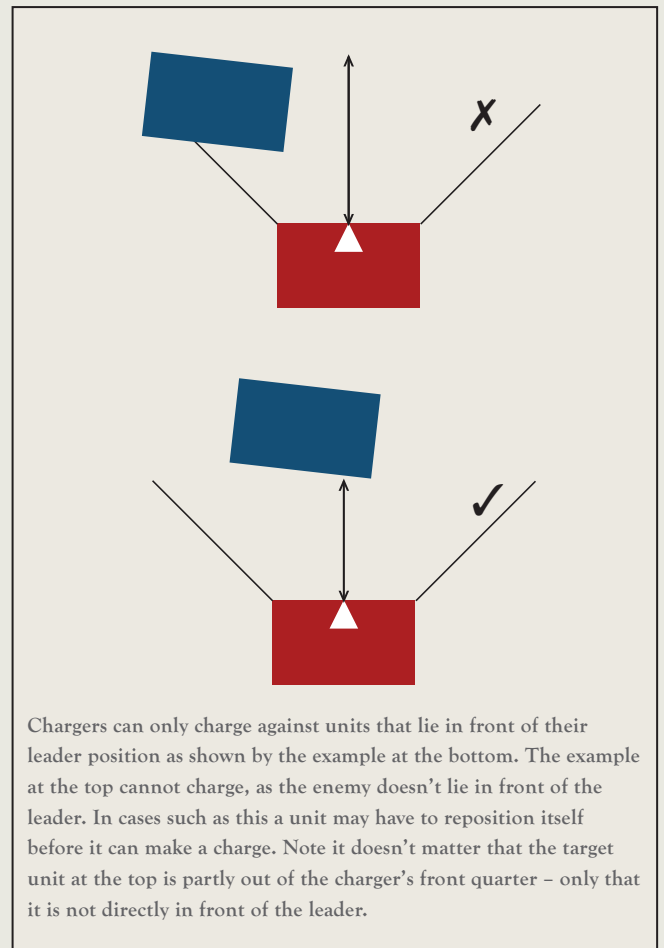 ✗
✓
Chargers can only charge against units that lie in front of their
leader position as shown by the example at the bottom. The example
at the top cannot charge, as the enemy doesn’t lie in front of the
leader. In cases such as this a unit may have to reposition itself
before it can make a charge. Note it doesn’t matter that the target
unit at the top is partly out of the charger’s front quarter – only that
it is not directly in front of the leader.